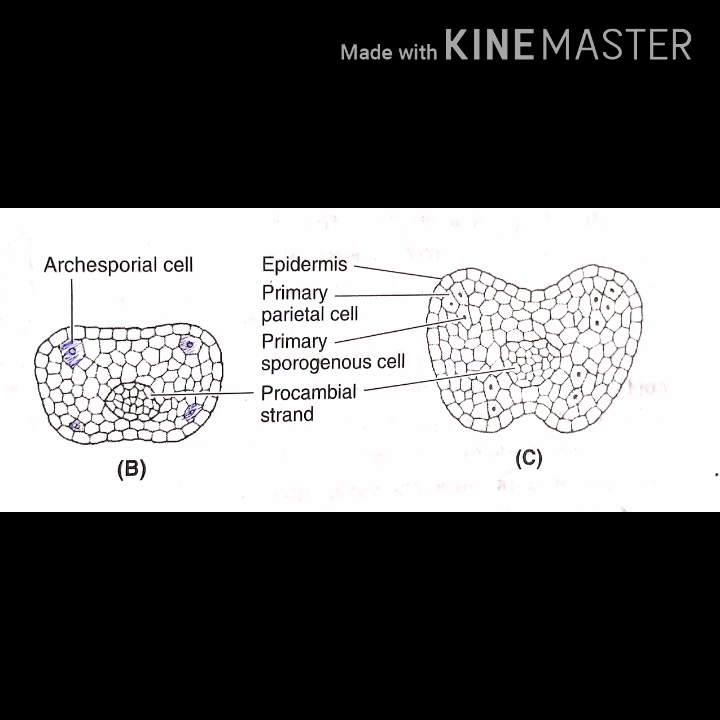 Made with KINEMASTER
Archesporial cell
Epidermis
Primary
parietal cell
Primary
sporogenous cell
Procambial
strand
(B)
(C)